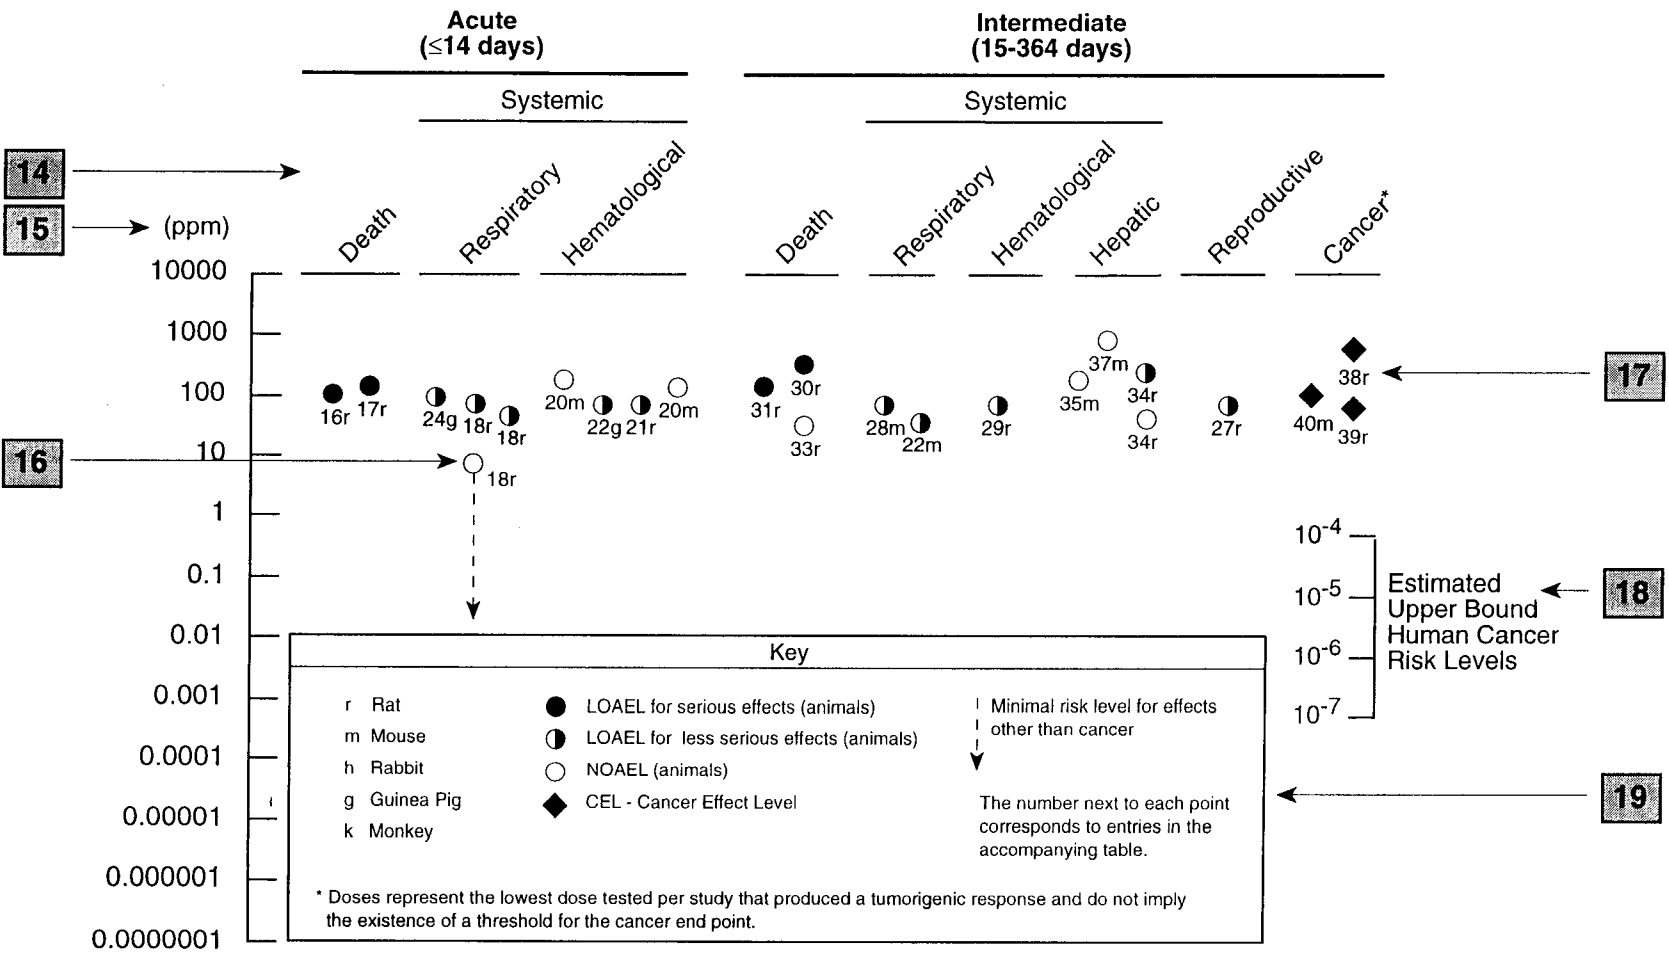 Acute
(≤14 days)
Intermediate
(15-364 days)
Systemic
Systemic
14
15
(ppm)
Death
Respiratory
Hematological
Death
Respiratory
Hematological
Hepatic
Reproductive
Cancer*
10000
1000
100
10
1
0.1
0.01
0.001
0.0001
0.00001
0.000001
0.0000001
16r
17r
24g
18r
18r
18r
20m
22g
21r
20m
31r
30r
33r
28m
22m
29r
35m
37m
34r
34r
27r
40m
38r
39r
16
17
10-4
10-5
10-6
10-7
Estimated
Upper Bound
Human Cancer
Risk Levels
18
Key
r Rat
m Mouse
h Rabbit
g Guinea Pig
k Monkey
LOAEL for serious effects (animals)
LOAEL for less serious effects (animals)
NOAEL (animals)
CEL - Cancer Effect Level
Minimal risk level for effects
other than cancer
The number next to each point
corresponds to entries in the
accompanying table.
* Doses represent the lowest dose tested per study that produced a tumorigenic response and do not imply
the existence of a threshold for the cancer end point.
19